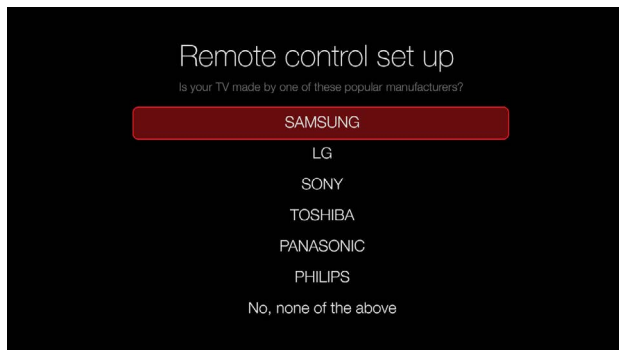 Remote control set up
Is your TV made by one of these popular manufacturers?
SAMSUNG
LG
SONY
TOSHIBA
PANASONIC
PHILIPS
No, none of the above